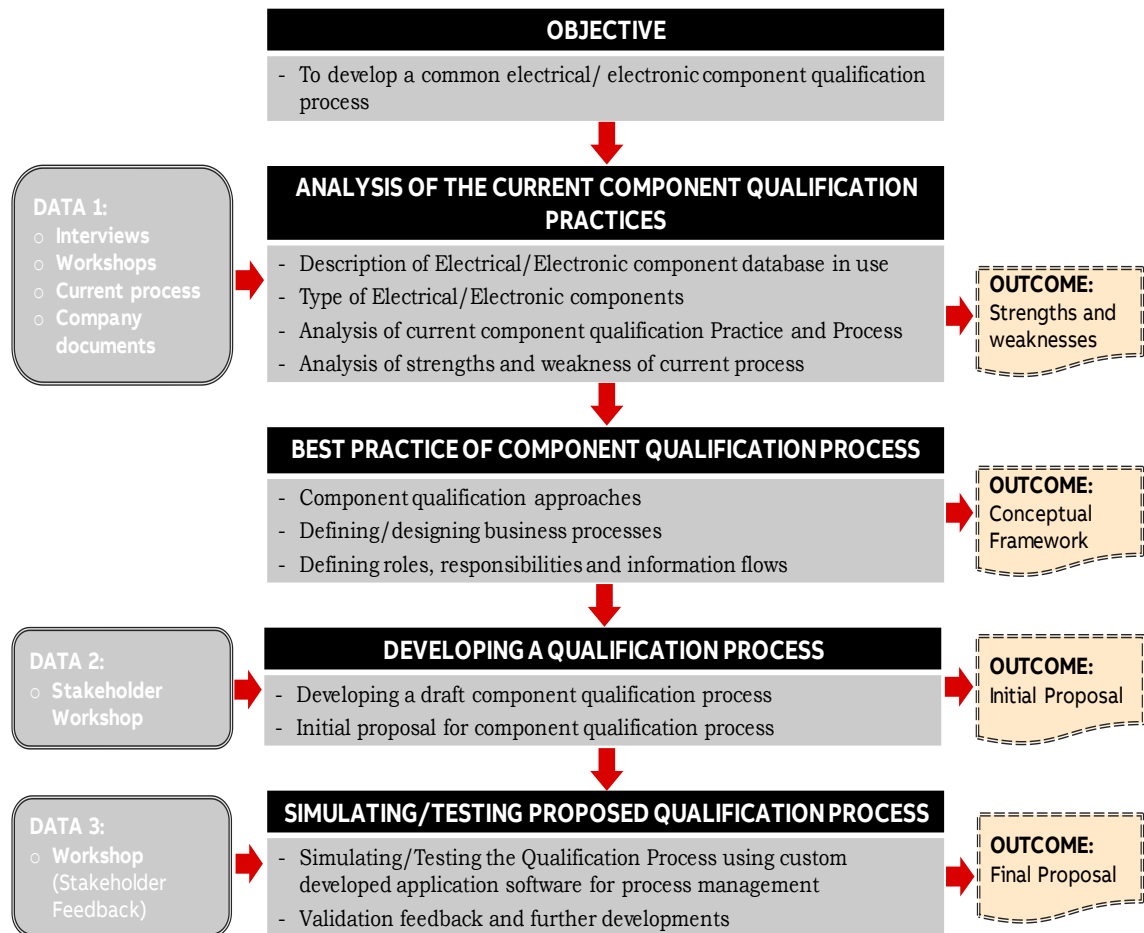 OBJECTIVE
- To develop a common electrical/ electronic component qualification
process
DATA 1:
o Interviews
o Workshops
o Current process
o Company
documents
ANALYSIS OF THE CURRENT COMPONENT QUALIFICATION
PRACTICES
- Description of Electrical/Electronic component database in use
- Type of Electrical/Electronic components
- Analysis of current component qualification Practice and Process
- Analysis of strengths and weakness of current process
OUTCOME:
Strengths and
weaknesses
BEST PRACTICE OF COMPONENT QUALIFICATION PROCESS
- Component qualification approaches
- Defining/designing business processes
- Defining roles, responsibilities and information flows
OUTCOME:
Conceptual
Framework
DATA 2:
o Stakeholder
Workshop
DEVELOPING A QUALIFICATION PROCESS
- Developing a draft component qualification process
- Initial proposal for component qualification process
OUTCOME:
Initial Proposal
DATA 3:
o Workshop
(Stakeholder
Feedback)
SIMULATING/TESTING PROPOSED QUALIFICATION PROCESS
- Simulating/Testing the Qualification Process using custom
developed application software for process management
- Validation feedback and further developments
OUTCOME:
Final Proposal